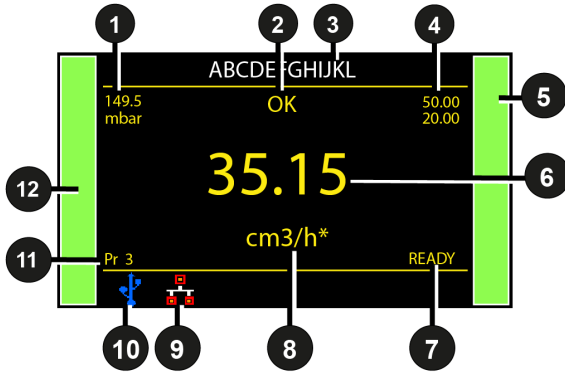 1 2 3 4
ABCDEFGHIJKL
149.5 OK 50.00
mbar 20.00
5
35.15 6
12
cm3/h*
11 Pr 3 READY
10 9 8 7